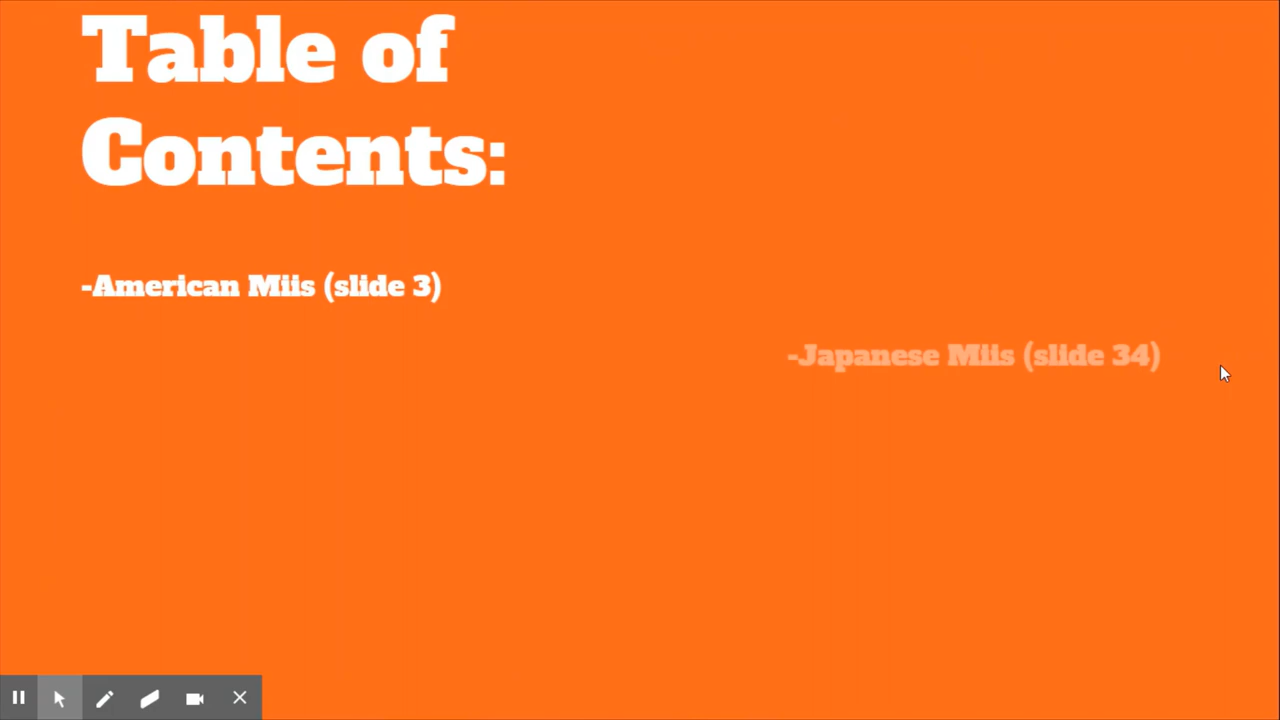 Table of
Contents:
-American Miis (slide 3)
-Japanese Miis (slide 34)